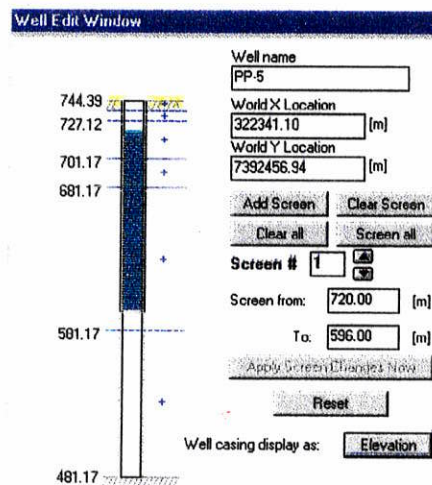 Well Edit Window
Well name
PP-5
World X Location
322341.10 [m]
World Y Location
7392456.94 [m]
Add Screen Clear Screen
Clear all Screen all
Screen # 1
Screen from: 720.00 [m]
To: 596.00 [m]
Apply Screen Changes Now
Reset
Well casing display as: Elevation
744.39
727.12
701.17
681.17
501.17
481.17